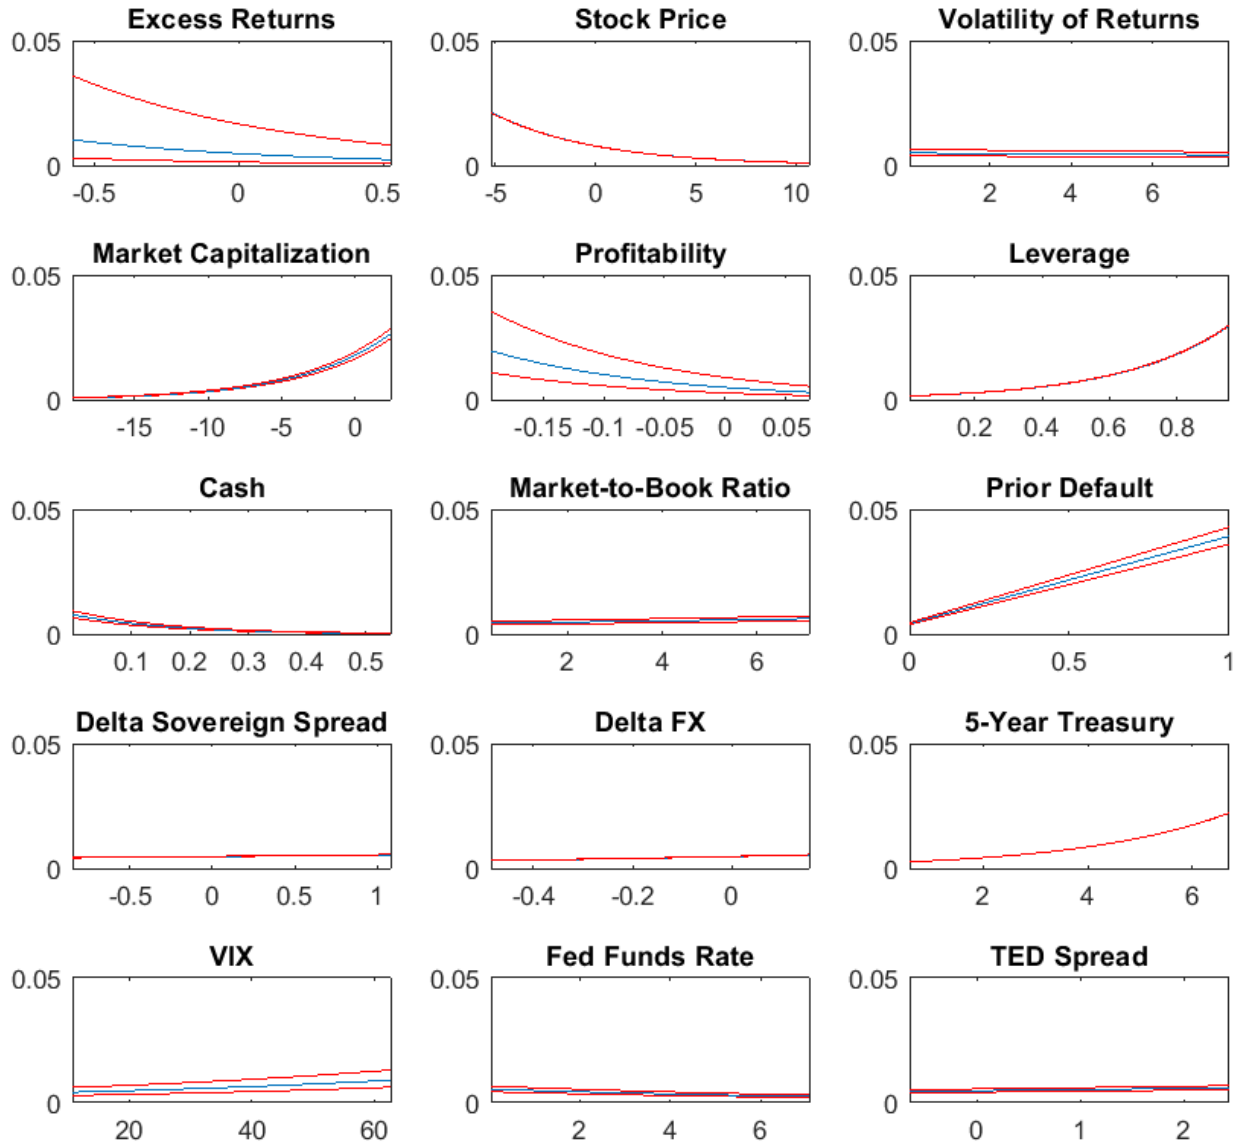 Excess Returns Stock Price Volatility of Returns
0.05 0.05 0.05
0 0 0
-0.5 0 0.5 -5 0 5 10 2 4 6
Market Capitalization Profitability Leverage
0.05 0.05 0.05
0 0 0
-15 -10 -5 0 -0.15 -0.1 -0.05 0 0.05 0.2 0.4 0.6 0.8
Cash Market-to-Book Ratio Prior Default
0.05 0.05 0.05
0 0 0
0.1 0.2 0.3 0.4 0.5 2 4 6 0 0.5 1
Delta Sovereign Spread Delta FX 5-Year Treasury
0.05 0.05 0.05
0 0 0
-0.5 0 0.5 1 -0.4 -0.2 0 2 4 6
VIX Fed Funds Rate TED Spread
0.05 0.05 0.05
0 0 0
20 40 60 0 2 4 6 0 1 2